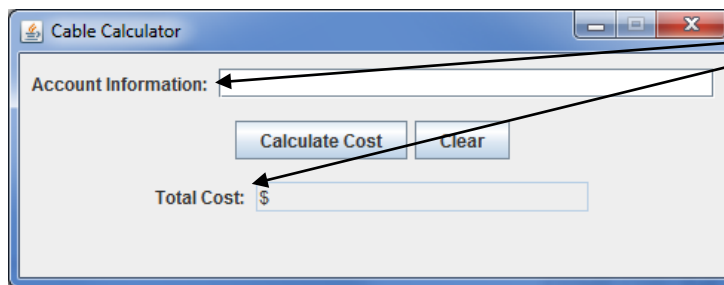 Cable Calculator
Account Information:
Calculate Cost Clear
Total Cost: $